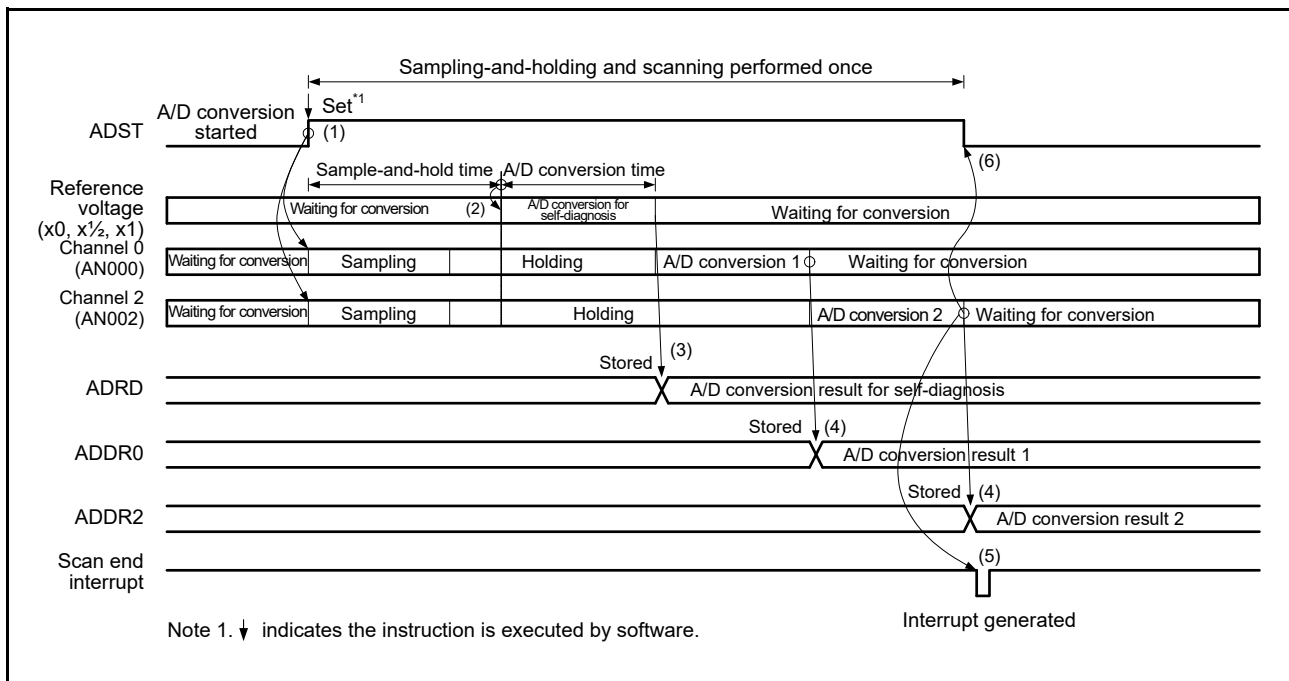 Sampling-and-holding and scanning performed once
A/D conversion
started
Set*1
ADST
(1)
(6)
Sample-and-hold time
A/D conversion time
Reference
voltage
(x0, x½, x1)
Waiting for conversion
(2)
A/D conversion for
self-diagnosis
Waiting for conversion
Channel 0
(AN000)
Waiting for conversion
Sampling
Holding
A/D conversion 1
Waiting for conversion
Channel 2
(AN002)
Waiting for conversion
Sampling
Holding
A/D conversion 2
Waiting for conversion
Stored
(3)
ADRD
A/D conversion result for self-diagnosis
Stored
(4)
ADDR0
A/D conversion result 1
Stored
(4)
ADDR2
A/D conversion result 2
Scan end
interrupt
(5)
Interrupt generated
Note 1. indicates the instruction is executed by software.